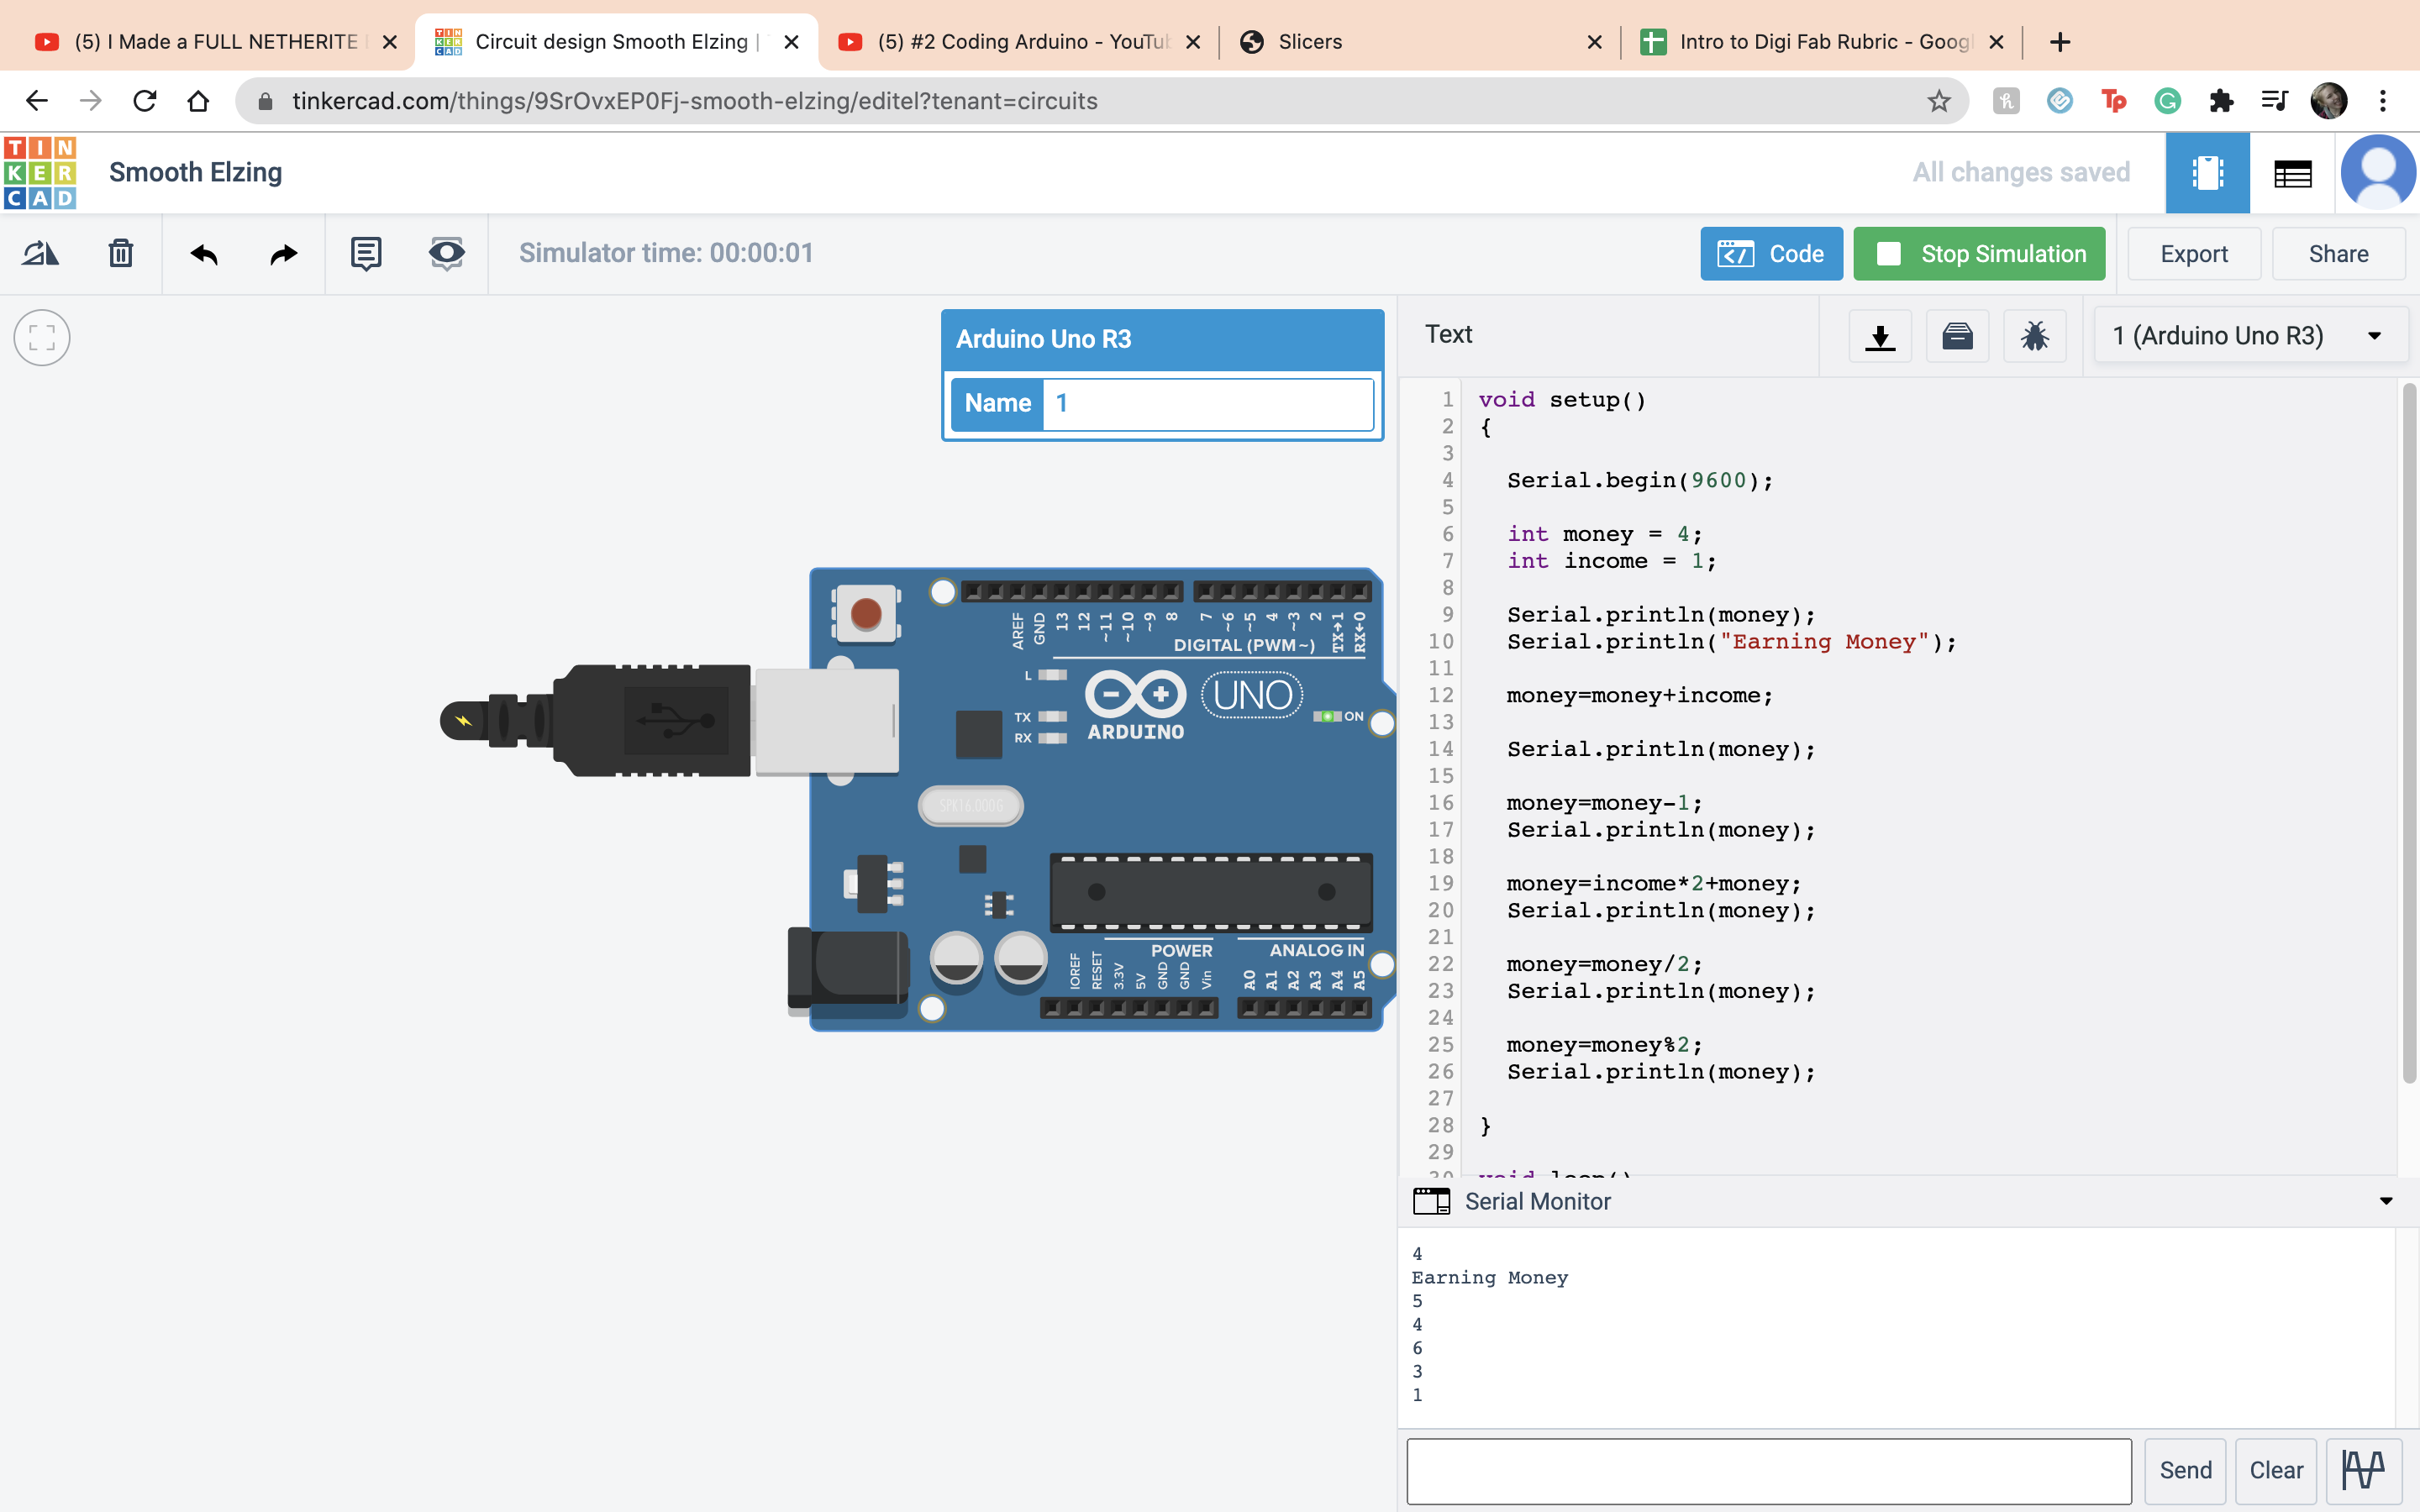 (5) I Made a FULL NETHERITE
Circuit design Smooth Elzing |
(5) #2 Coding Arduino - YouTu
Slicers
Intro to Digi Fab Rubric - Goog
tinkercad.com/things/9SrOvxEP0Fj-smooth-elzing/editel?tenant=circuits
TIN
KER
CAD
Smooth Elzing
All changes saved
Simulator time: 00:00:01
Code
Stop Simulation
Export
Share
Arduino Uno R3
Name 1
AREF
GND
13
12
~11
~10
~9
8
7
~6
~5
4
~3
2
TX→1
RX←0
DIGITAL (PWM~)
L
TX
RX
ARDUINO
UNO
ON
SPK16.000G
POWER
ANALOG IN
IOREF
RESET
3.3V
5V
GND
GND
Vin
A0
A1
A2
A3
A4
A5
Text
1 (Arduino Uno R3)
1 void setup()
2 {
3
4 Serial.begin(9600);
5
6 int money = 4;
7 int income = 1;
8
9 Serial.println(money);
10 Serial.println("Earning Money");
11
12 money=money+income;
13
14 Serial.println(money);
15
16 money=money-1;
17 Serial.println(money);
18
19 money=income*2+money;
20 Serial.println(money);
21
22 money=money/2;
23 Serial.println(money);
24
25 money=money%2;
26 Serial.println(money);
27
28 }
29
30 void loop()
Serial Monitor
4
Earning Money
5
4
6
3
1
Send
Clear